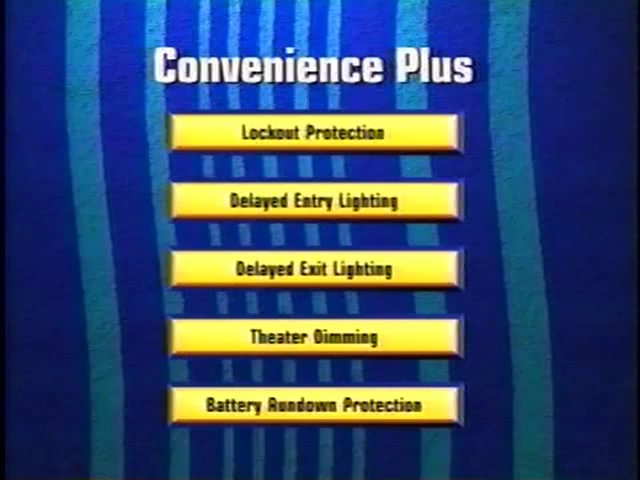 Convenience Plus
Lockout Protection
Delayed Entry Lighting
Delayed Exit Lighting
Theater Dimming
Battery Rundown Protection